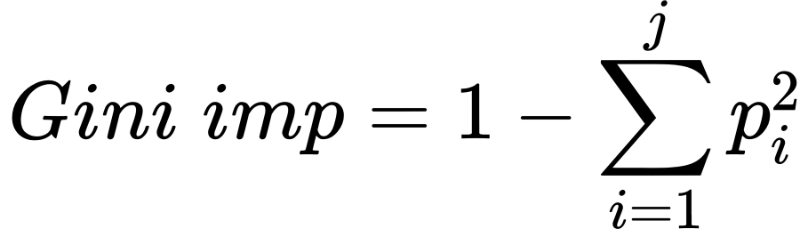 Gini imp = 1 − ∑_{i=1}^{j} p_i^2